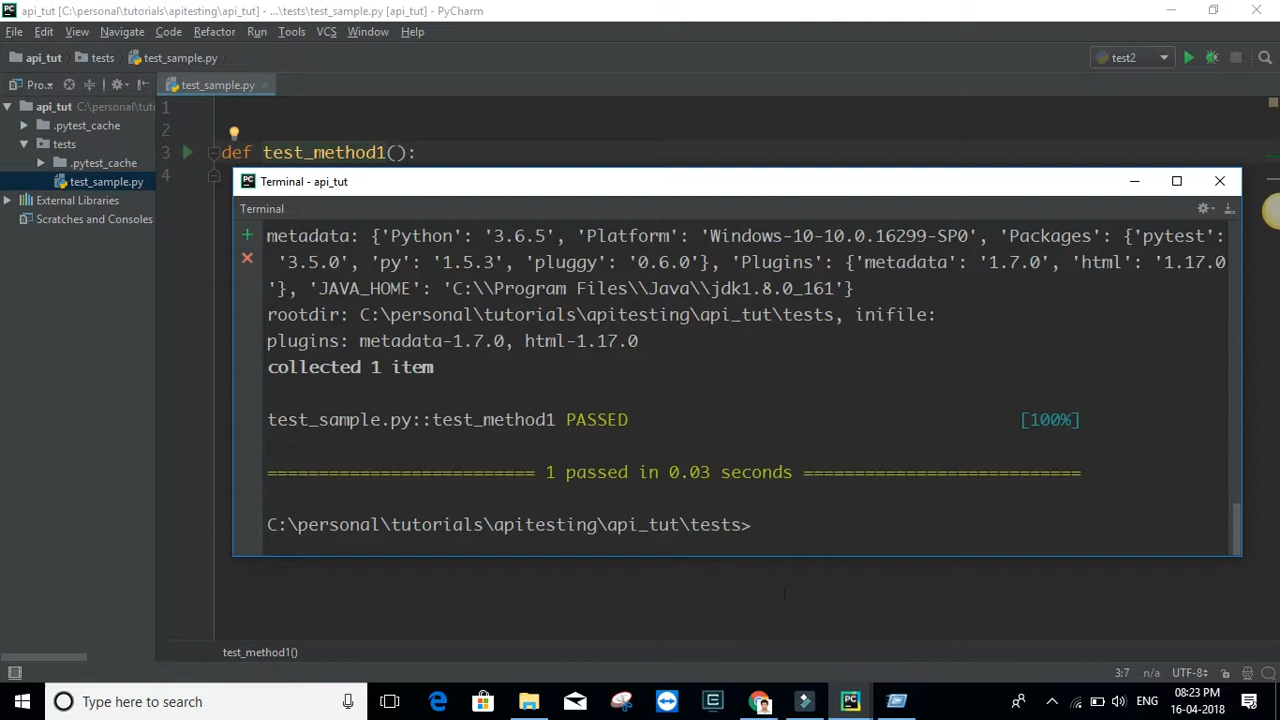 api_tut [C:\personal\tutorials\apitesting\api_tut] - ...\tests\test_sample.py [api_tut] - PyCharm
File Edit View Navigate Code Refactor Run Tools VCS Window Help
api_tut tests test_sample.py test2
Pro.. test_sample.py
api_tut C:\personal\tuto
.pytest_cache
tests
.pytest_cache
test_sample.py
External Libraries
Scratches and Consoles
1
2
3 def test_method1():
4
Terminal - api_tut
Terminal
metadata: {'Python': '3.6.5', 'Platform': 'Windows-10-10.0.16299-SP0', 'Packages': {'pytest':
'3.5.0', 'py': '1.5.3', 'pluggy': '0.6.0'}, 'Plugins': {'metadata': '1.7.0', 'html': '1.17.0
'}, 'JAVA_HOME': 'C:\\Program Files\\Java\\jdk1.8.0_161'}
rootdir: C:\personal\tutorials\apitesting\api_tut\tests, inifile:
plugins: metadata-1.7.0, html-1.17.0
collected 1 item
test_sample.py::test_method1 PASSED [100%]
========================== 1 passed in 0.03 seconds ===========================
C:\personal\tutorials\apitesting\api_tut\tests>
test_method1()
3:7 n/a UTF-8
Type here to search
ENG
08:23 PM
16-04-2018